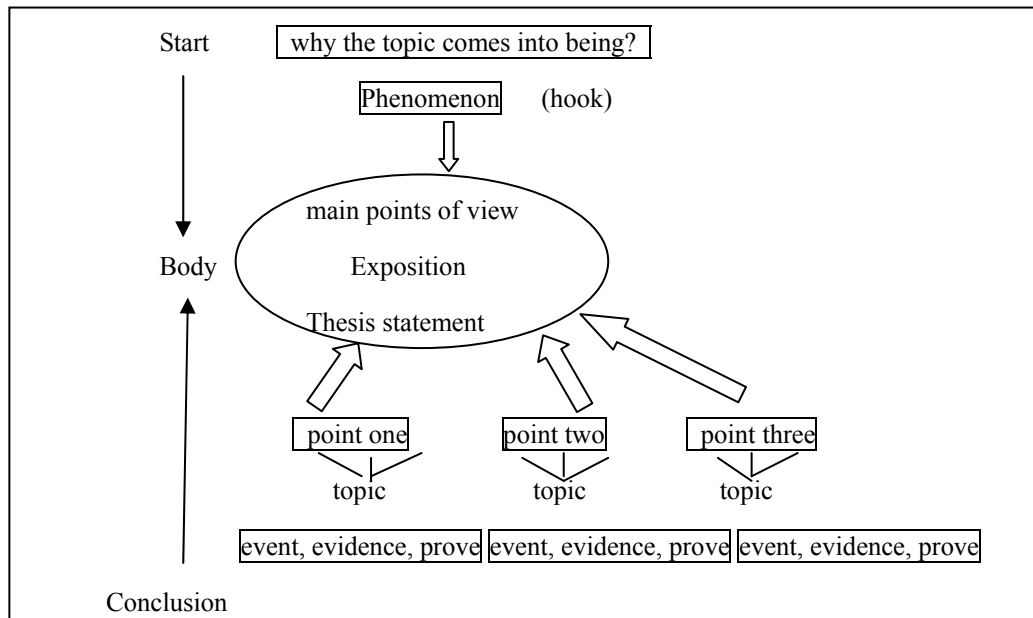 Start why the topic comes into being?
Phenomenon (hook)
main points of view
Body Exposition
Thesis statement
point one point two point three
topic topic topic
event, evidence, prove event, evidence, prove event, evidence, prove
Conclusion